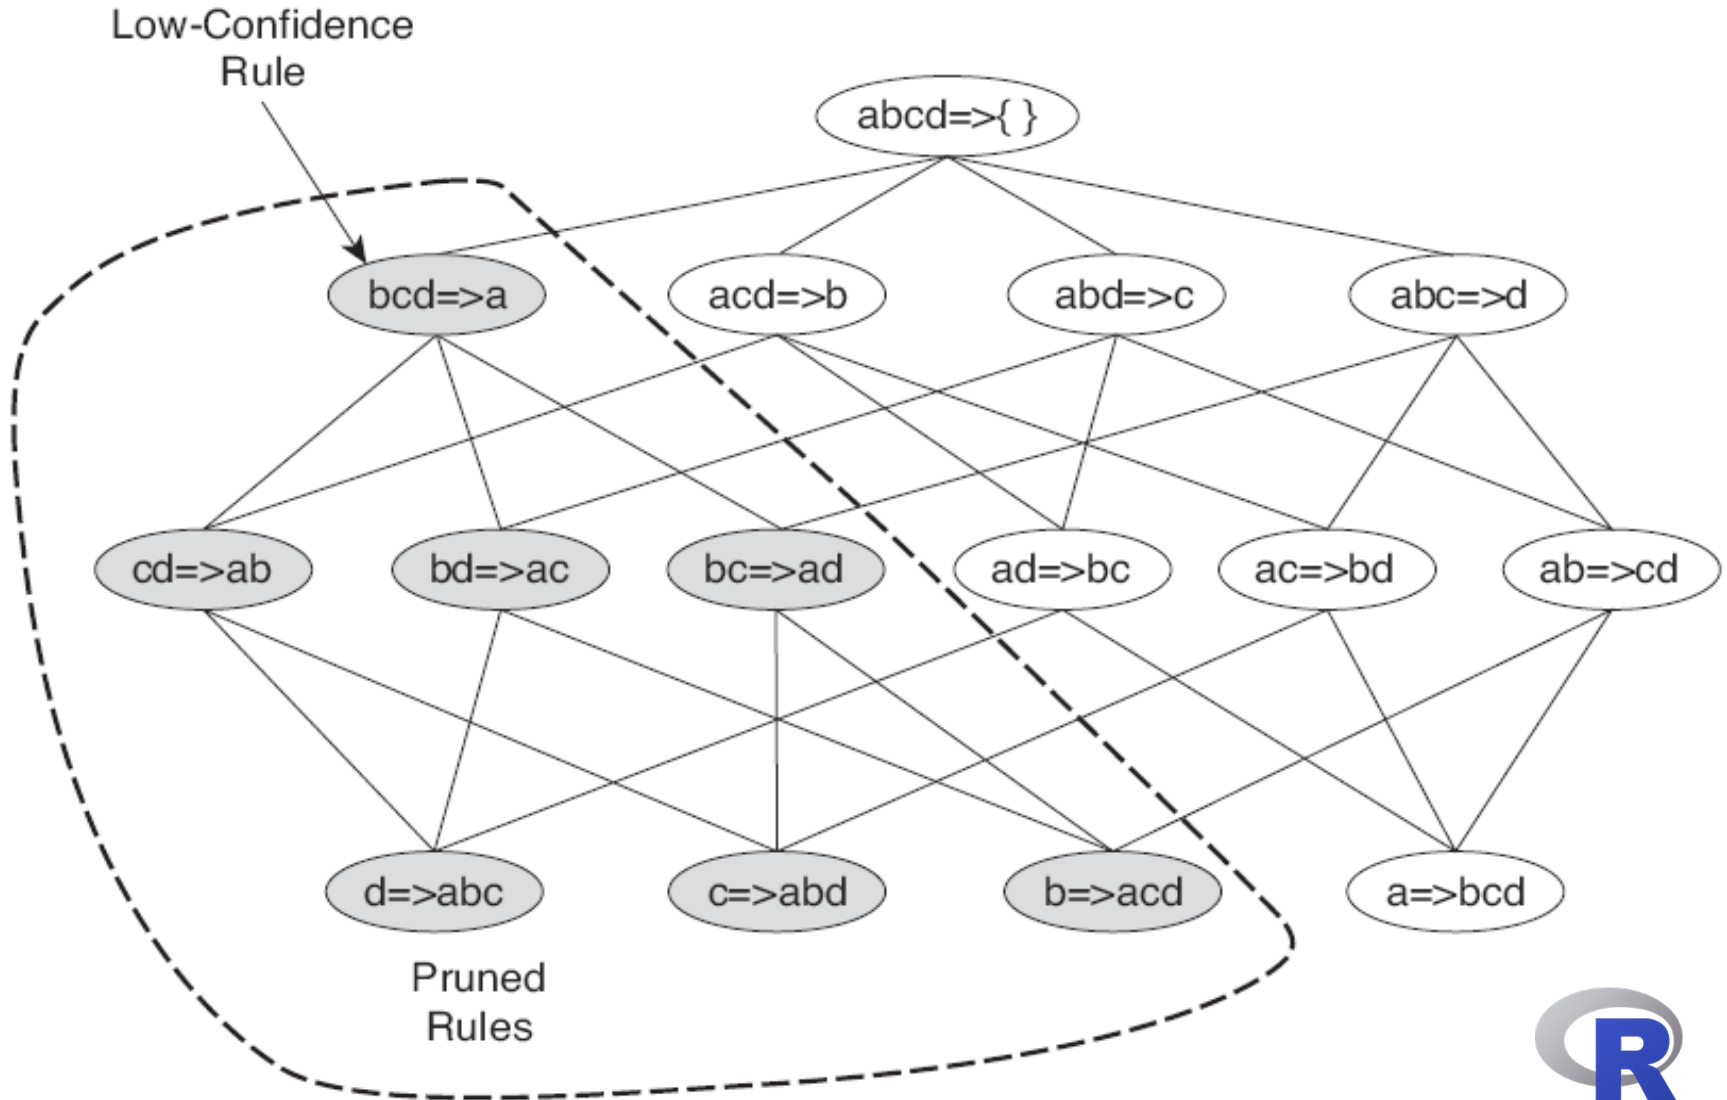 Low-Confidence
Rule
abcd=>{ }
bcd=>a
acd=>b
abd=>c
abc=>d
cd=>ab
bd=>ac
bc=>ad
ad=>bc
ac=>bd
ab=>cd
d=>abc
c=>abd
b=>acd
a=>bcd
Pruned
Rules
R